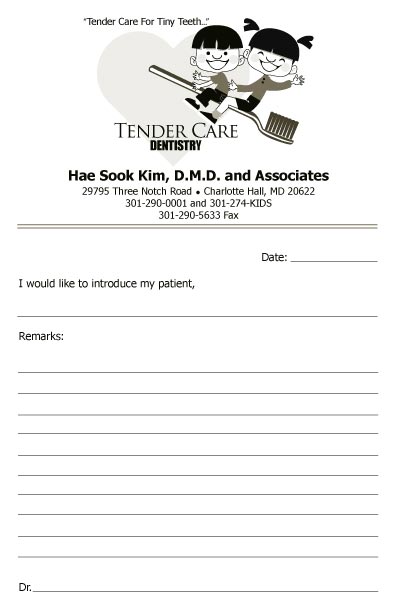 "Tender Care For Tiny Teeth..."
TENDER CARE
DENTISTRY
Hae Sook Kim, D.M.D. and Associates
29795 Three Notch Road • Charlotte Hall, MD 20622
301-290-0001 and 301-274-KIDS
301-290-5633 Fax
Date:
I would like to introduce my patient,
Remarks:
Dr.